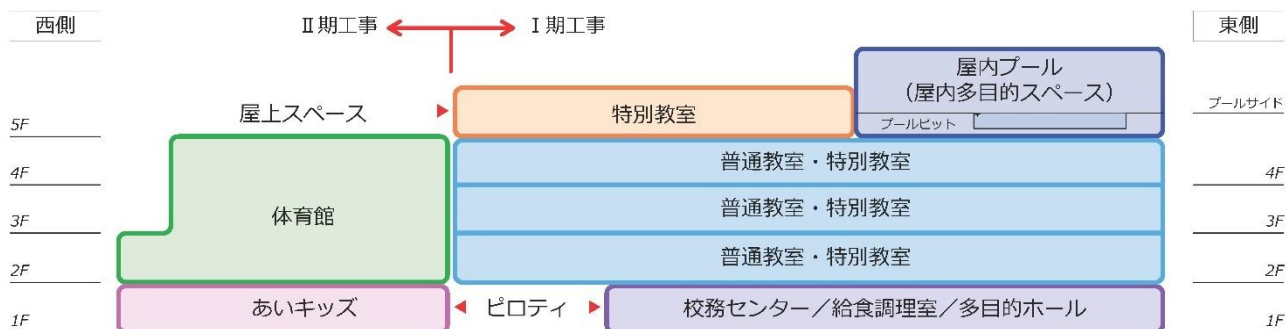 西側
Ⅱ期工事
Ⅰ期工事
東側
屋内プール
(屋内多目的スペース)
プールサイド
屋上スペース
特別教室
プールピット
5F
普通教室・特別教室
4F
4F
体育館
普通教室・特別教室
3F
3F
普通教室・特別教室
2F
2F
あいキッズ
ピロティ
校務センター/給食調理室/多目的ホール
1F
1F